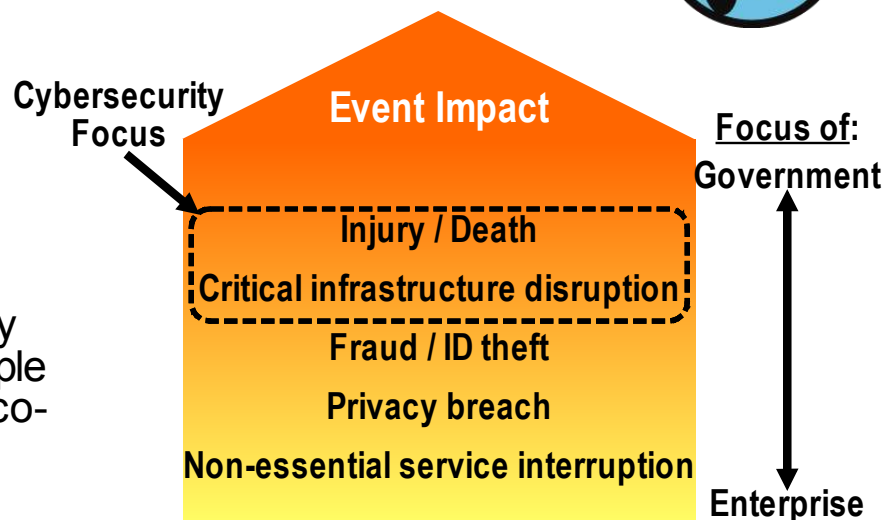 Cybersecurity
Focus
Event Impact
Focus of:
Government
Injury / Death
Critical infrastructure disruption
Fraud / ID theft
Privacy breach
Non-essential service interruption
Enterprise
co-